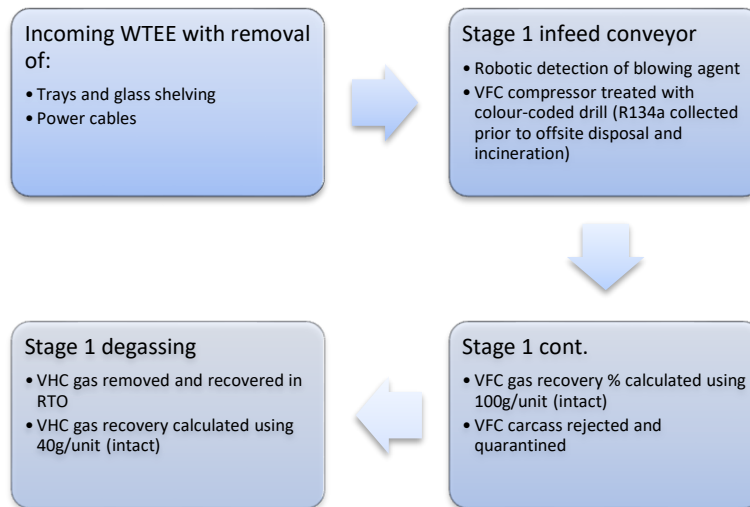 Incoming WTEE with removal
of:
• Trays and glass shelving
• Power cables
Stage 1 infeed conveyor
• Robotic detection of blowing agent
• VFC compressor treated with
colour-coded drill (R134a collected
prior to offsite disposal and
incineration)
Stage 1 cont.
• VFC gas recovery % calculated using
100g/unit (intact)
• VFC carcass rejected and
quarantined
Stage 1 degassing
• VHC gas removed and recovered in
RTO
• VHC gas recovery calculated using
40g/unit (intact)